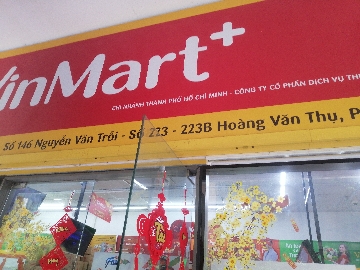 VinMart+
CHI NHÁNH THÀNH PHỐ HỒ CHÍ MINH - CÔNG TY CỔ PHẦN DỊCH VỤ TH
Số 146 Nguyễn Văn Trỗi - Số 223 - 223B Hoàng Văn Thụ, P